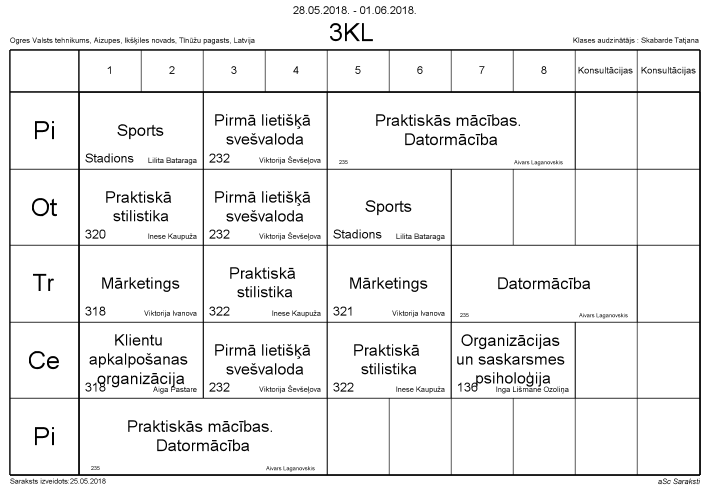 28.05.2018. - 01.06.2018.
3KL
Ogres Valsts tehnikums, Aizupes, Ikšķiles novads, Tīnūžu pagasts, Latvija
Klases audzinātājs : Skabarde Tatjana
1 2 3 4 5 6 7 8 Konsultācijas Konsultācijas
Pi
Sports
Stadions Lilita Bataraga
Pirmā lietišķā
svešvaloda
232 Viktorija Ševšeļova
Praktiskās mācības.
Datormācība
235 Aivars Laganovskis
Ot
Praktiskā
stilistika
320 Inese Kaupuža
Pirmā lietišķā
svešvaloda
232 Viktorija Ševšeļova
Sports
Stadions Lilita Bataraga
Tr
Mārketings
318 Viktorija Ivanova
Praktiskā
stilistika
322 Inese Kaupuža
Mārketings
321 Viktorija Ivanova
Datormācība
235 Aivars Laganovskis
Ce
Klientu
apkalpošanas
organizācija
318 Aiga Pastare
Pirmā lietišķā
svešvaloda
232 Viktorija Ševšeļova
Praktiskā
stilistika
322 Inese Kaupuža
Organizācijas
un saskarsmes
psiholoģija
136 Inga Lišmane Ozoliņa
Pi
Praktiskās mācības.
Datormācība
235 Aivars Laganovskis
Saraksts izveidots:25.05.2018
aSc Saraksti